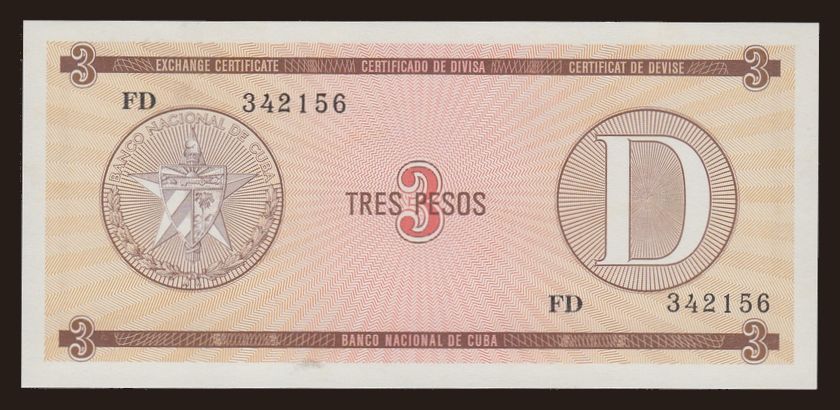 3 EXCHANGE CERTIFICATE CERTIFICADO DE DIVISA CERTIFICAT DE DEVISE 3
FD 342156
BANCO NACIONAL DE CUBA
D
3
TRES PESOS
FD 342156
3 BANCO NACIONAL DE CUBA 3